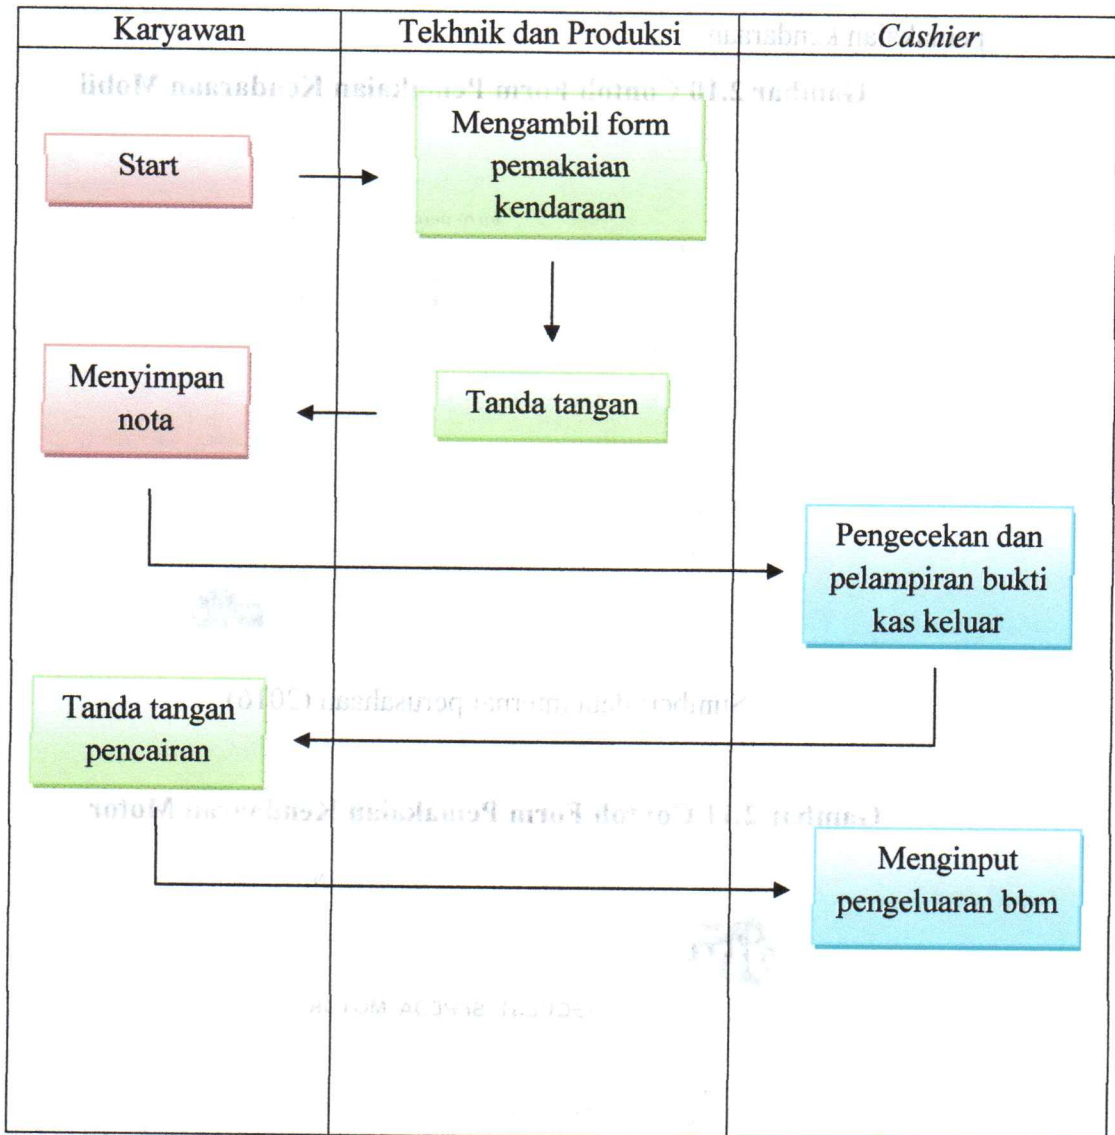 Karyawan
Tekhnik dan Produksi
Cashier
Start
Mengambil form
pemakaian
kendaraan
Menyimpan
nota
Tanda tangan
Pengecekan dan
pelampiran bukti
kas keluar
Tanda tangan
pencairan
Menginput
pengeluaran bbm